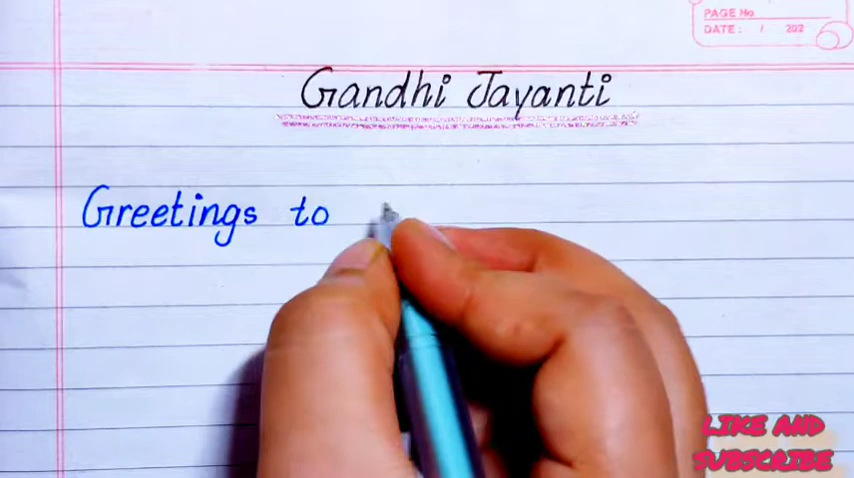 PAGE No
DATE : / 202
Gandhi Jayanti
Greetings to
LIKE AND
SUBSCRIBE